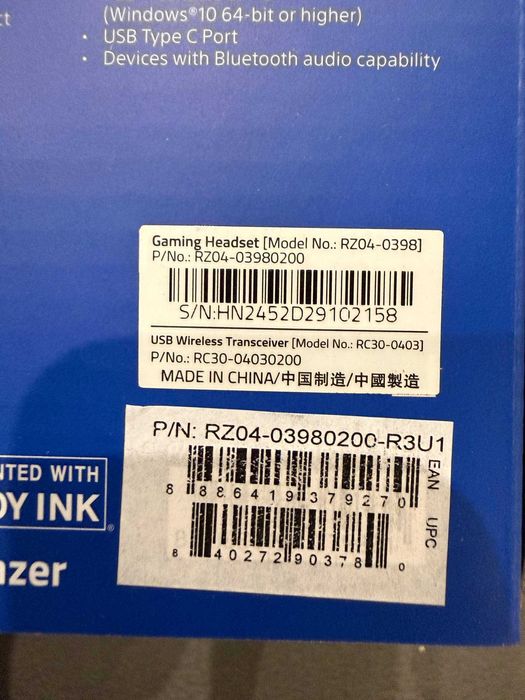 (Windows®10 64-bit or higher)
• USB Type C Port
• Devices with Bluetooth audio capability
Gaming Headset [Model No.: RZ04-0398]
P/No.: RZ04-03980200
S/N:HN2452D29102158
USB Wireless Transceiver [Model No.: RC30-0403]
P/No.: RC30-04030200
MADE IN CHINA/中国制造/中國製造
P/N: RZ04-03980200-R3U1
8 886419 379270
EAN
8 40272 90378 0
UPC
NTED WITH
OY INK®
azer